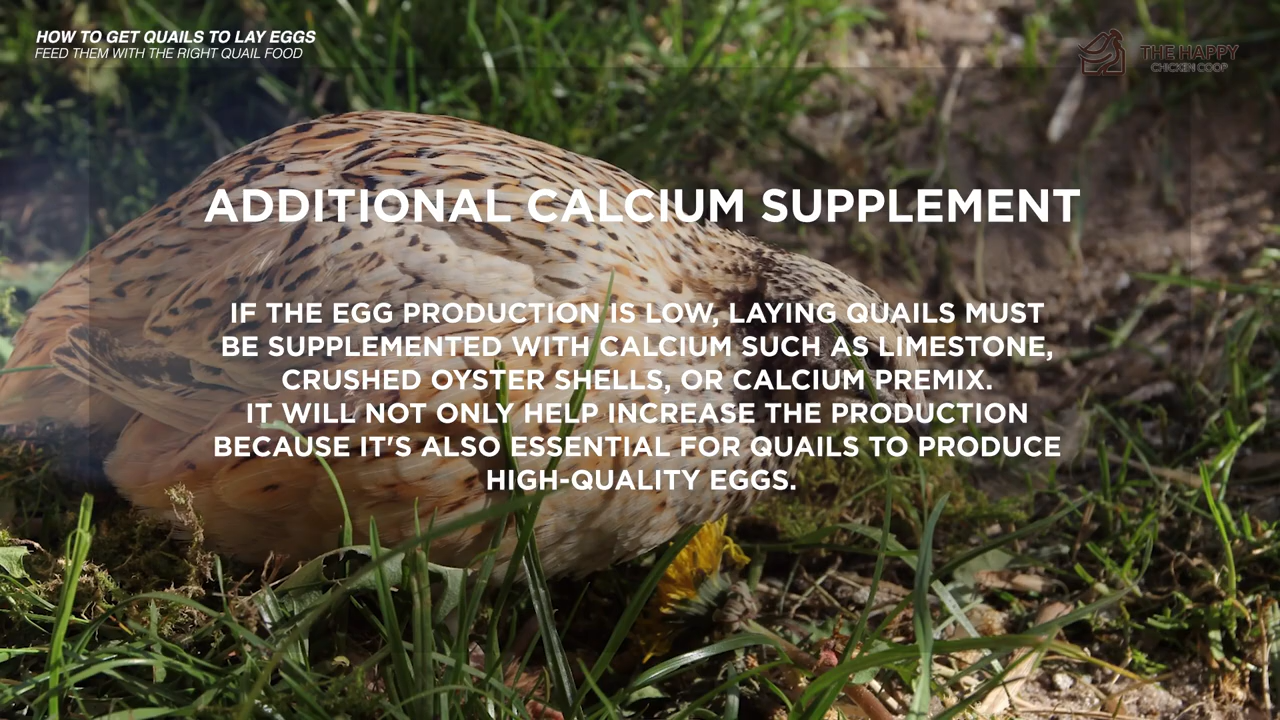 HOW TO GET QUAILS TO LAY EGGS
FEED THEM WITH THE RIGHT QUAIL FOOD
THE HAPPY
CHICKEN COOP
ADDITIONAL CALCIUM SUPPLEMENT
IF THE EGG PRODUCTION IS LOW, LAYING QUAILS MUST
BE SUPPLEMENTED WITH CALCIUM SUCH AS LIMESTONE,
CRUSHED OYSTER SHELLS, OR CALCIUM PREMIX.
IT WILL NOT ONLY HELP INCREASE THE PRODUCTION
BECAUSE IT'S ALSO ESSENTIAL FOR QUAILS TO PRODUCE
HIGH-QUALITY EGGS.